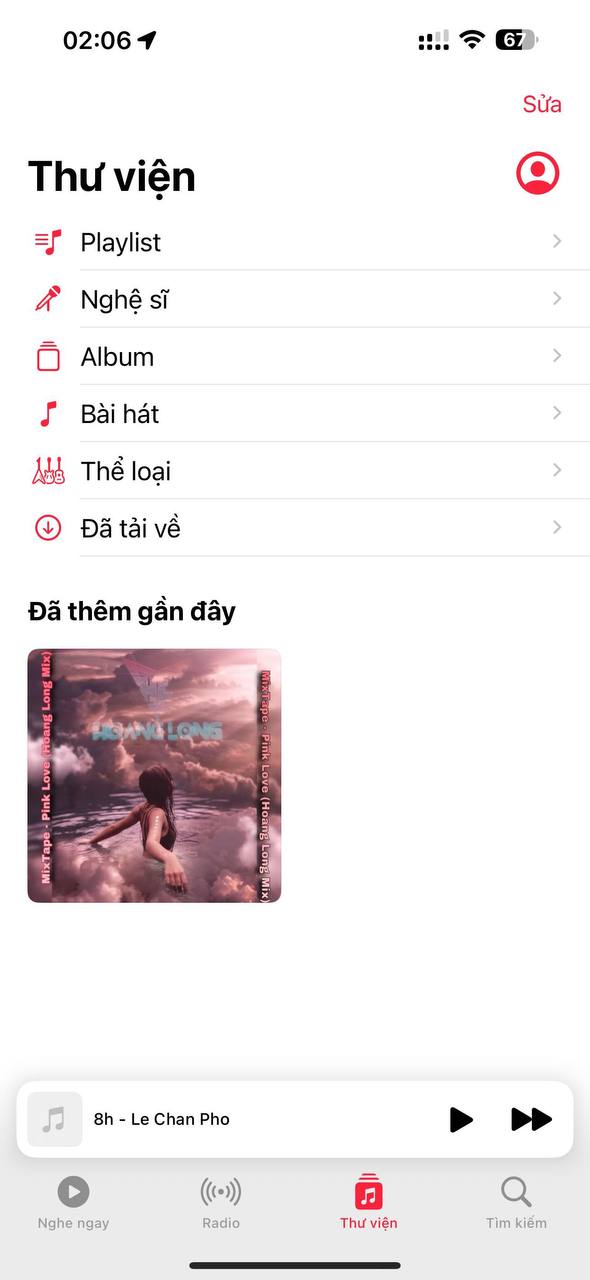 02:06
67
Sửa
Thư viện
Playlist
Nghệ sĩ
Album
Bài hát
Thể loại
Đã tải về
Đã thêm gần đây
MixTape - Pink Love (Hoang Long Mix)
HOANG LONG
MixTape - Pink Love (Hoang Long Mix)
8h - Le Chan Pho
Nghe ngay
Radio
Thư viện
Tìm kiếm